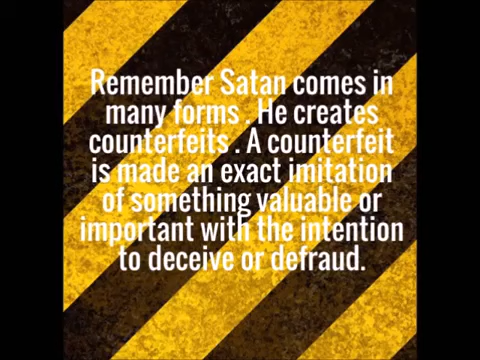 Remember Satan comes in
many forms . He creates
counterfeits . A counterfeit
is made an exact imitation
of something valuable or
important with the intention
to deceive or defraud.